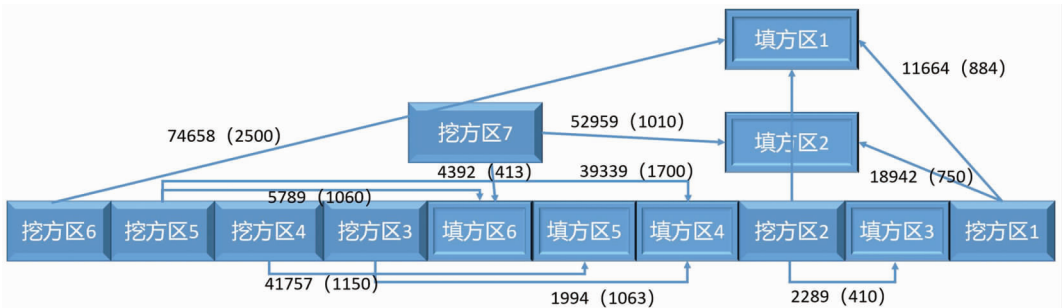 填方区1
11664（884）
74658（2500）
挖方区7
52959（1010）
填方区2
4392（413）
39339（1700）
18942（750）
5789（1060）
挖方区6
挖方区5
挖方区4
挖方区3
填方区6
填方区5
填方区4
挖方区2
填方区3
挖方区1
41757（1150）
1994（1063）
2289（410）